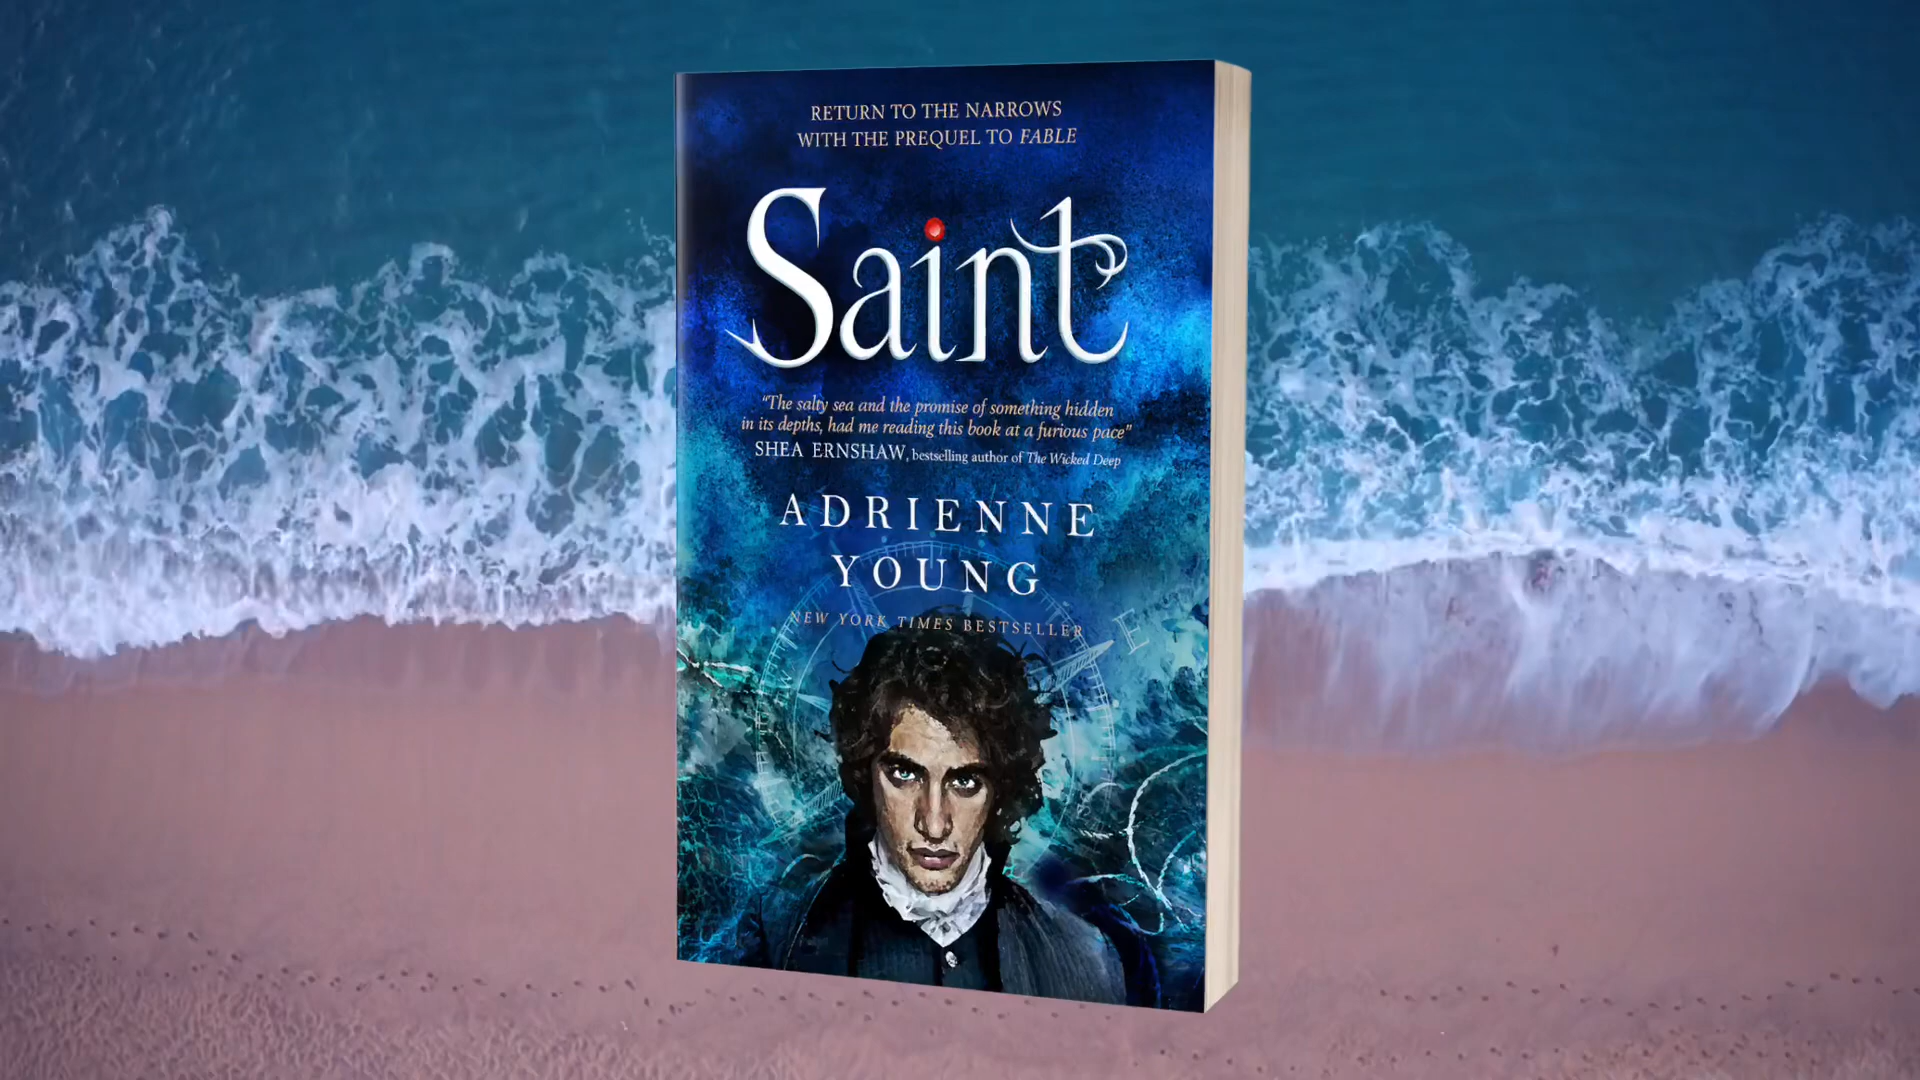 RETURN TO THE NARROWS
WITH THE PREQUEL TO FABLE
Saint
“The salty sea and the promise of something hidden
in its depths, had me reading this book at a furious pace”
SHEA ERNSHAW, bestselling author of The Wicked Deep
ADRIENNE
YOUNG
NEW YORK TIMES BESTSELLER
E